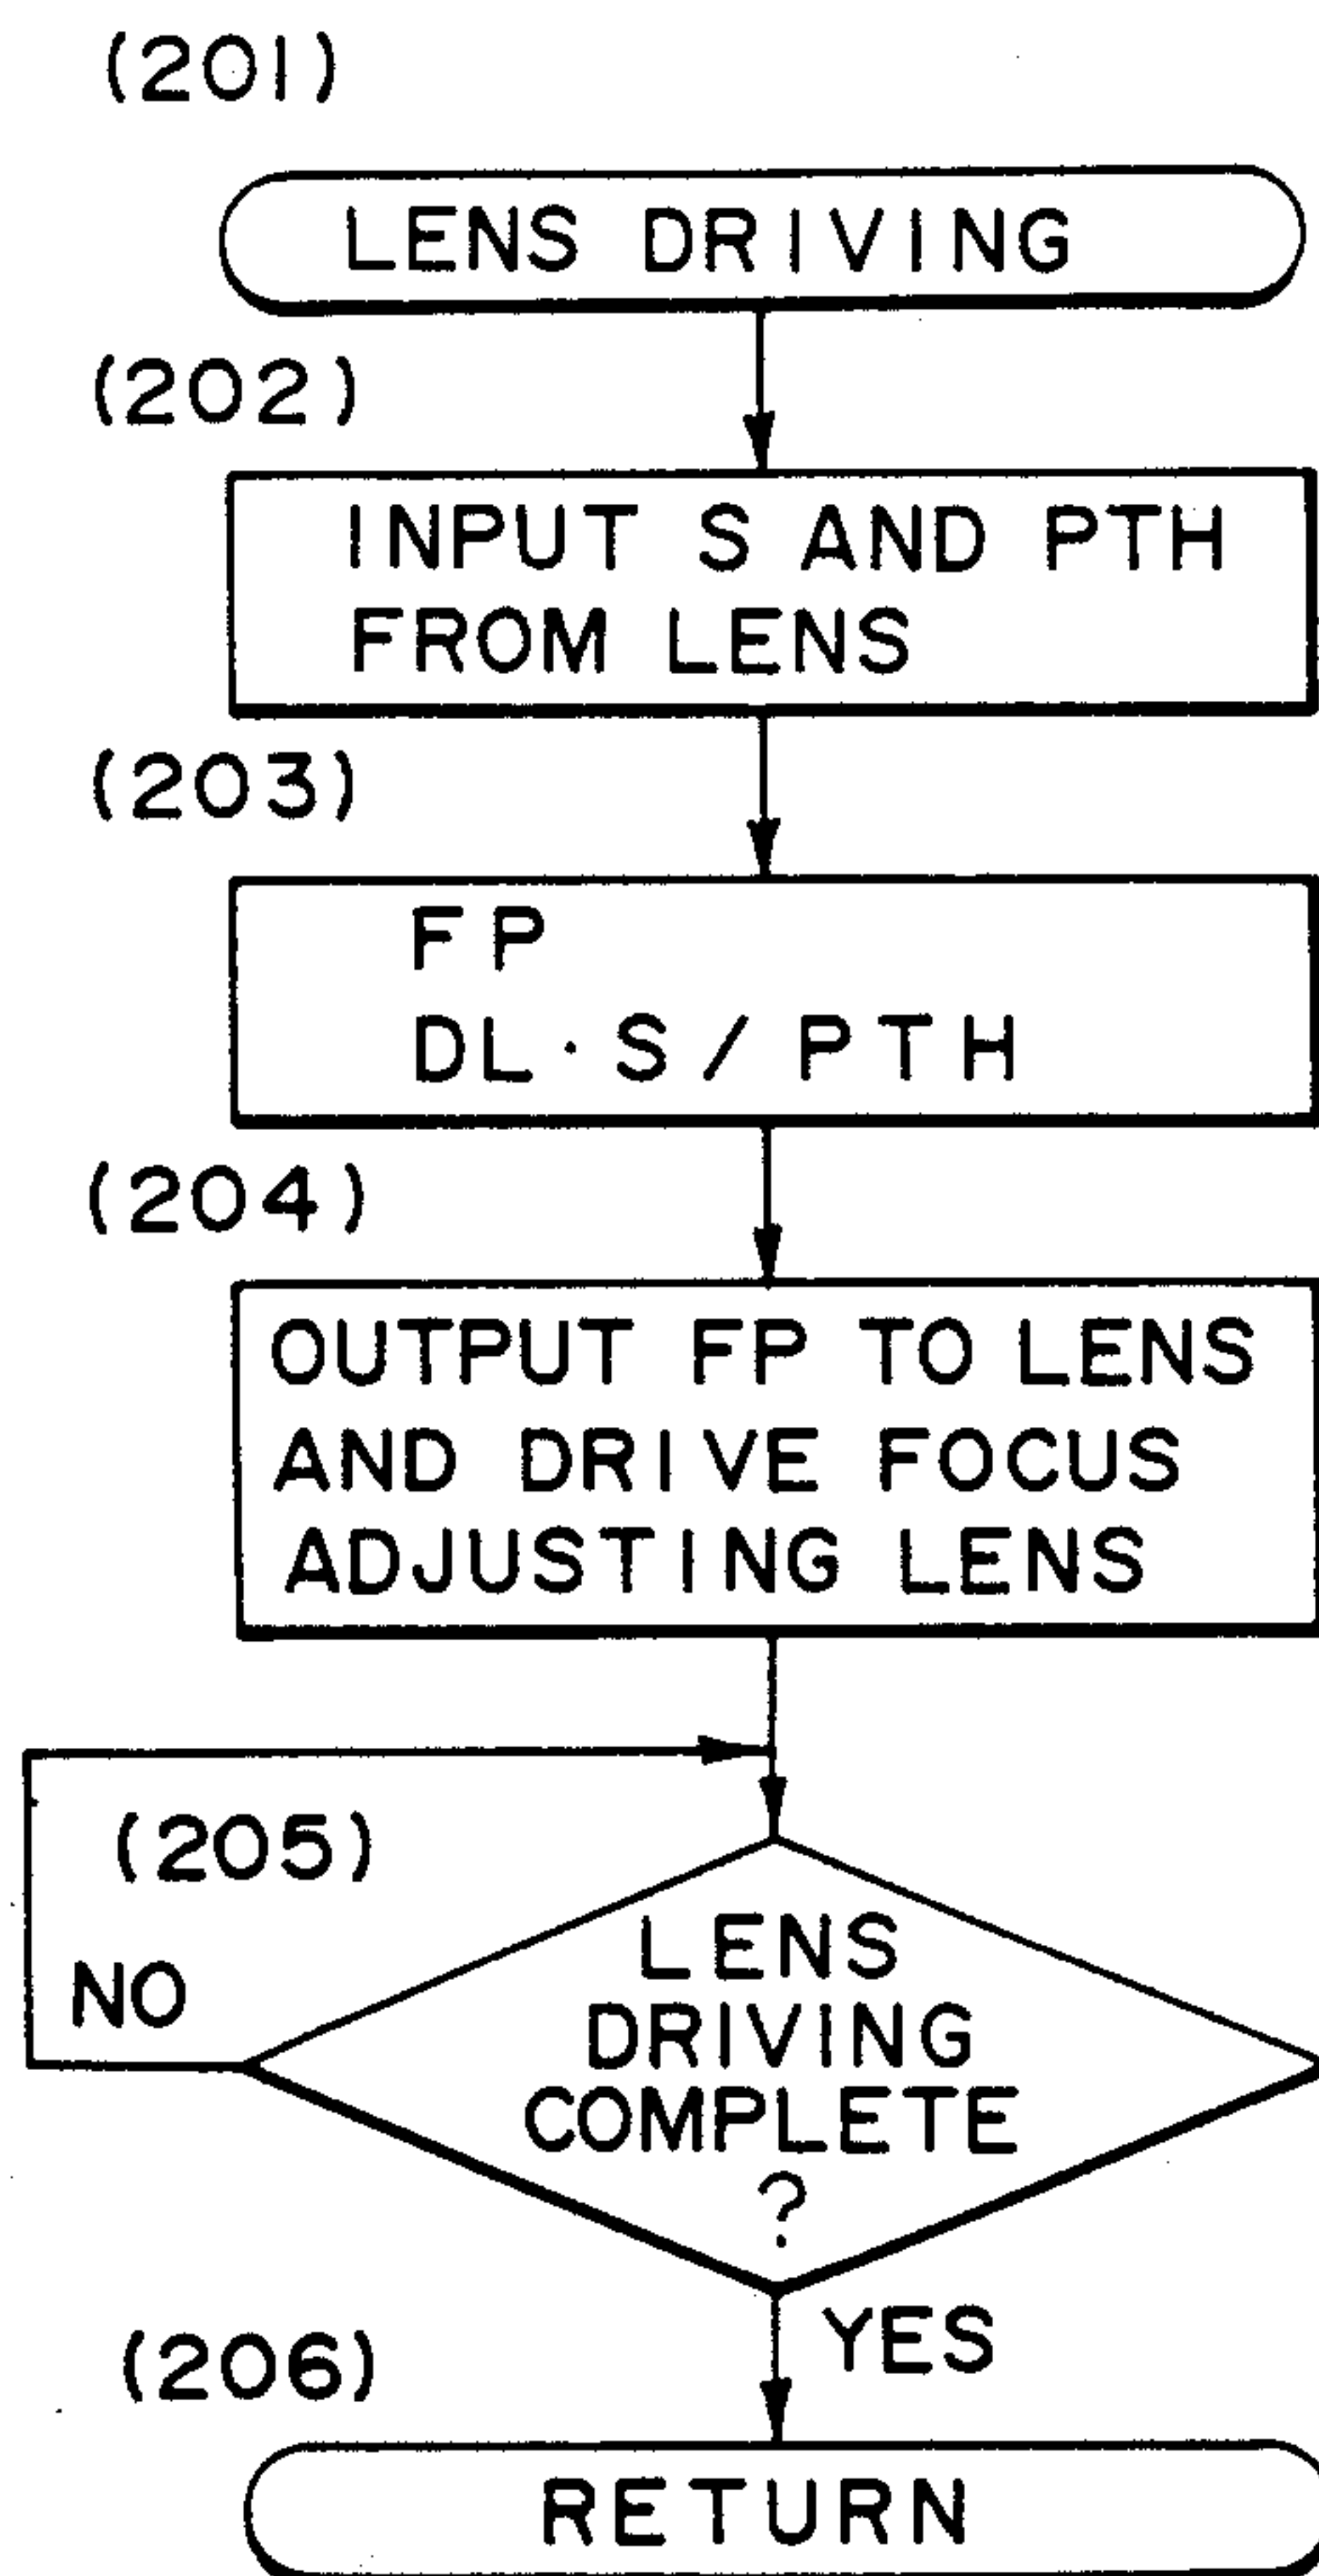 (201)
LENS DRIVING
(202)
INPUT S AND PTH
FROM LENS
(203)
FP
DL·S/PTH
(204)
OUTPUT FP TO LENS
AND DRIVE FOCUS
ADJUSTING LENS
(205)
NO
LENS
DRIVING
COMPLETE
?
YES
(206)
RETURN